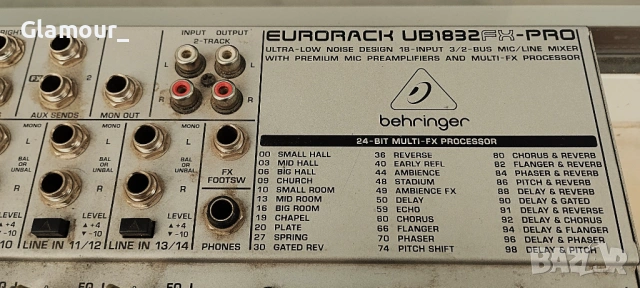 Glamour_
RIGHT
INPUT OUTPUT
2-TRACK
L L
R R
FX 2
AUX SENDS MON OUT
MONO MONO
L L
BAL OR UNBAL BAL OR UNBAL
R R
LEVEL +4 -10 LEVEL +4 -10
LINE IN 11/12 LINE IN 13/14
FX FOOTSW
PHONES
EURORACK UB1832FX-PRO
ULTRA-LOW NOISE DESIGN 18-INPUT 3/2-BUS MIC/LINE MIXER
WITH PREMIUM MIC PREAMPLIFIERS AND MULTI-FX PROCESSOR
behringer
24-BIT MULTI-FX PROCESSOR
00 SMALL HALL 36 REVERSE 80 CHORUS & REVERB
03 MID HALL 40 EARLY REFL 82 FLANGER & REVERB
06 BIG HALL 44 AMBIENCE 84 PHASER & REVERB
09 CHURCH 48 STADIUM 86 PITCH & REVERB
10 SMALL ROOM 49 AMBIENCE FX 88 DELAY & REVERB
13 MID ROOM 50 DELAY 90 DELAY & GATED
16 BIG ROOM 59 ECHO 91 DELAY & REVERSE
19 CHAPEL 60 CHORUS 92 DELAY & CHORUS
20 PLATE 66 FLANGER 94 DELAY & FLANGER
27 SPRING 70 PHASER 96 DELAY & PHASER
30 GATED REV 74 PITCH SHIFT 98 DELAY & PITCH
bazar